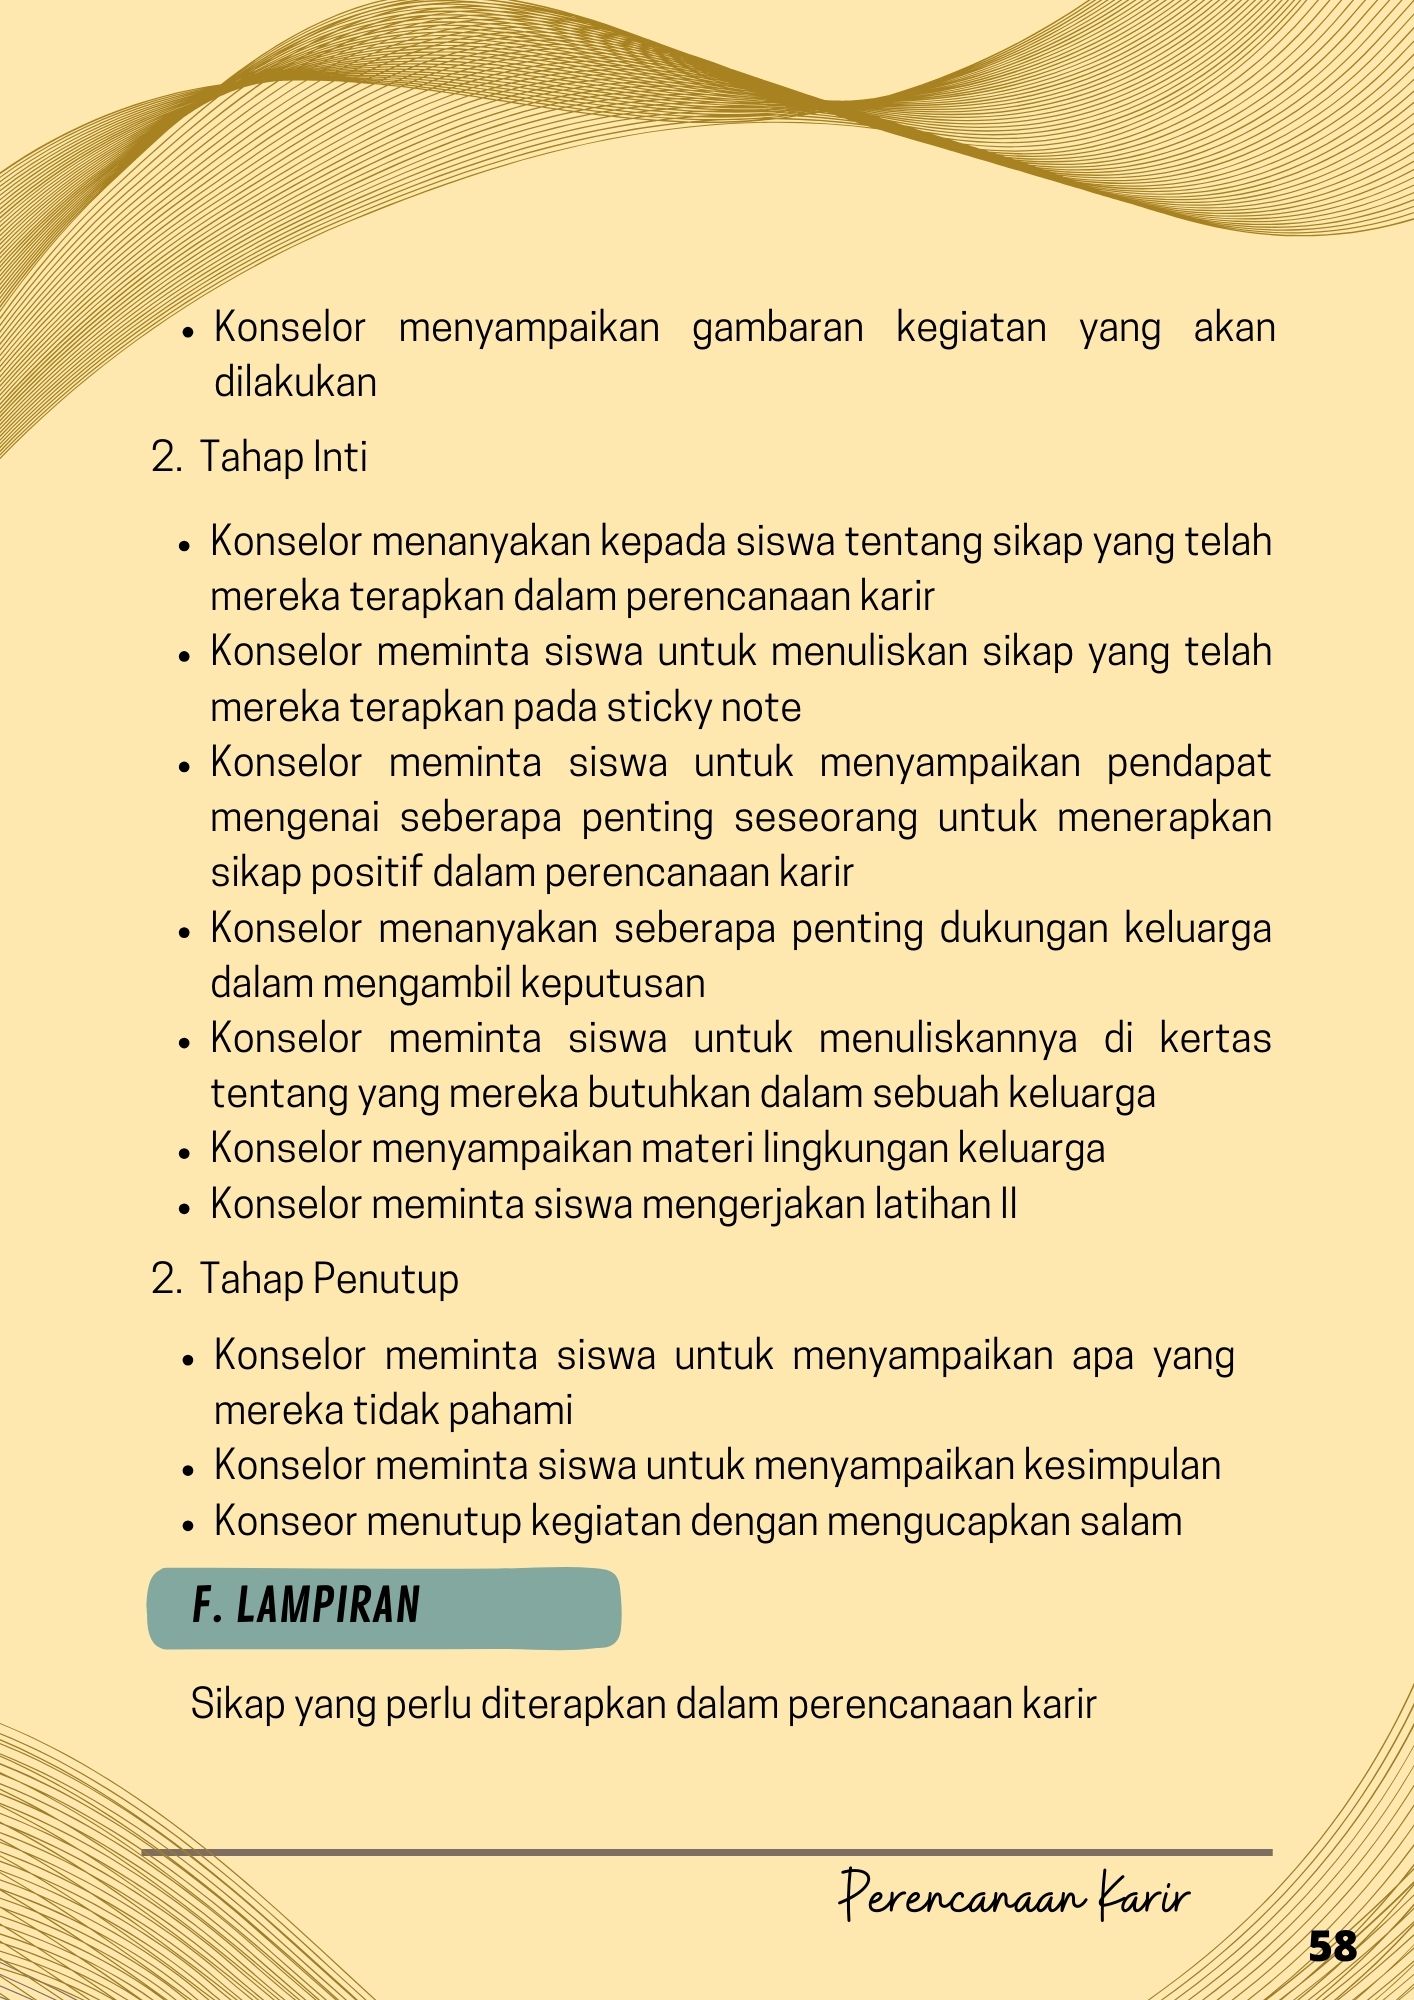 • Konselor menyampaikan gambaran kegiatan yang akan
dilakukan
2. Tahap Inti
• Konselor menanyakan kepada siswa tentang sikap yang telah
mereka terapkan dalam perencanaan karir
• Konselor meminta siswa untuk menuliskan sikap yang telah
mereka terapkan pada sticky note
• Konselor meminta siswa untuk menyampaikan pendapat
mengenai seberapa penting seseorang untuk menerapkan
sikap positif dalam perencanaan karir
• Konselor menanyakan seberapa penting dukungan keluarga
dalam mengambil keputusan
• Konselor meminta siswa untuk menuliskannya di kertas
tentang yang mereka butuhkan dalam sebuah keluarga
• Konselor menyampaikan materi lingkungan keluarga
• Konselor meminta siswa mengerjakan latihan II
2. Tahap Penutup
• Konselor meminta siswa untuk menyampaikan apa yang
mereka tidak pahami
• Konselor meminta siswa untuk menyampaikan kesimpulan
• Konseor menutup kegiatan dengan mengucapkan salam
F. LAMPIRAN
Sikap yang perlu diterapkan dalam perencanaan karir
Perencanaan Karir
58